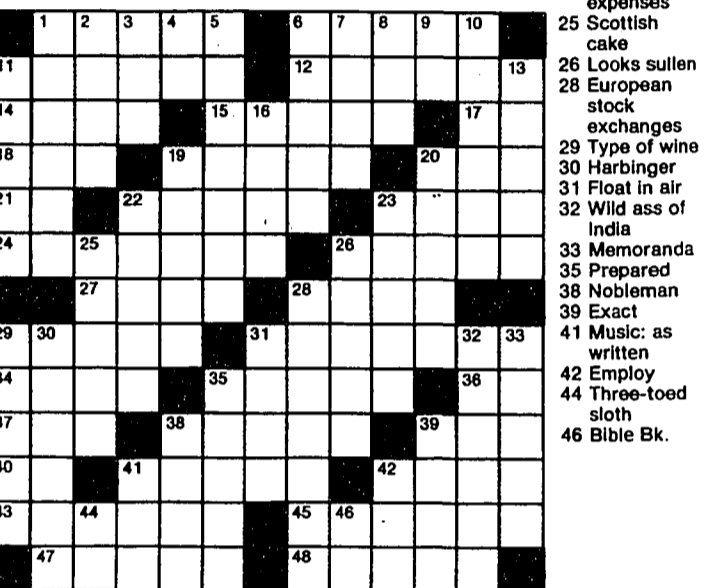 1 2 3 4 5 6 7 8 9 10
11 12 13
14 15 16 17
18 19 20
21 22 23
24 25 26
27 28
29 30 31 32 33
34 35 36
37 38 39
40 41 42
43 44 45 46
47 48
expenses
25 Scottish
cake
26 Looks sullen
28 European
stock
exchanges
29 Type of wine
30 Harbinger
31 Float in air
32 Wild ass of
India
33 Memoranda
35 Prepared
38 Nobleman
39 Exact
41 Music: as
written
42 Employ
44 Three-toed
sloth
46 Bible Bk.